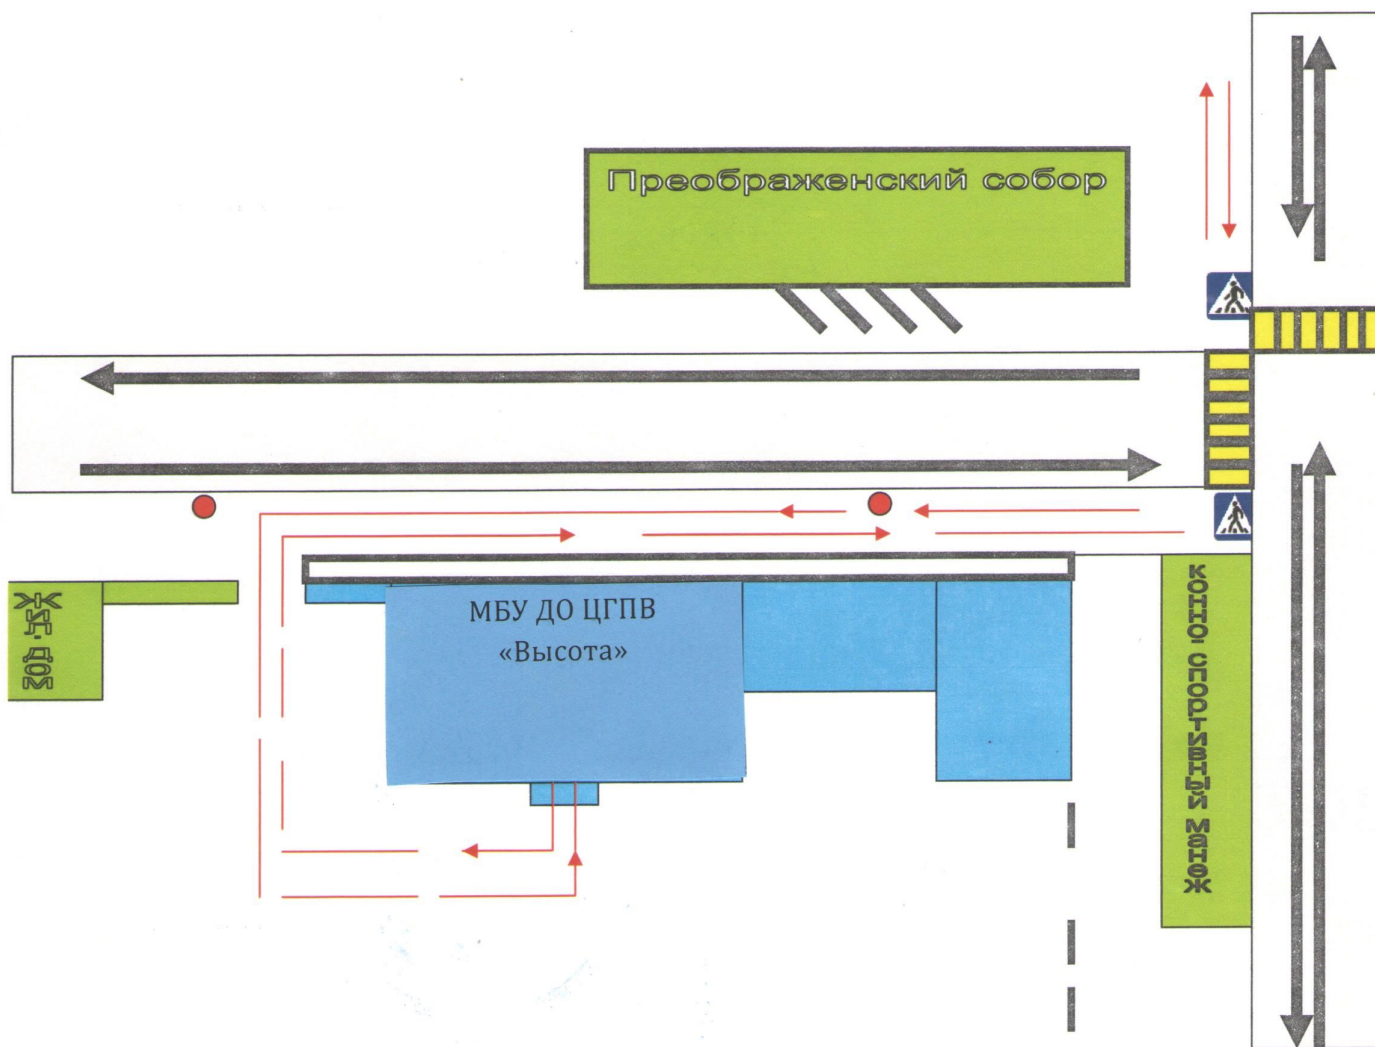 Преображенский собор
МБУ ДО ЦГПВ
«Высота»
жил. дом
конно- спортивный манеж